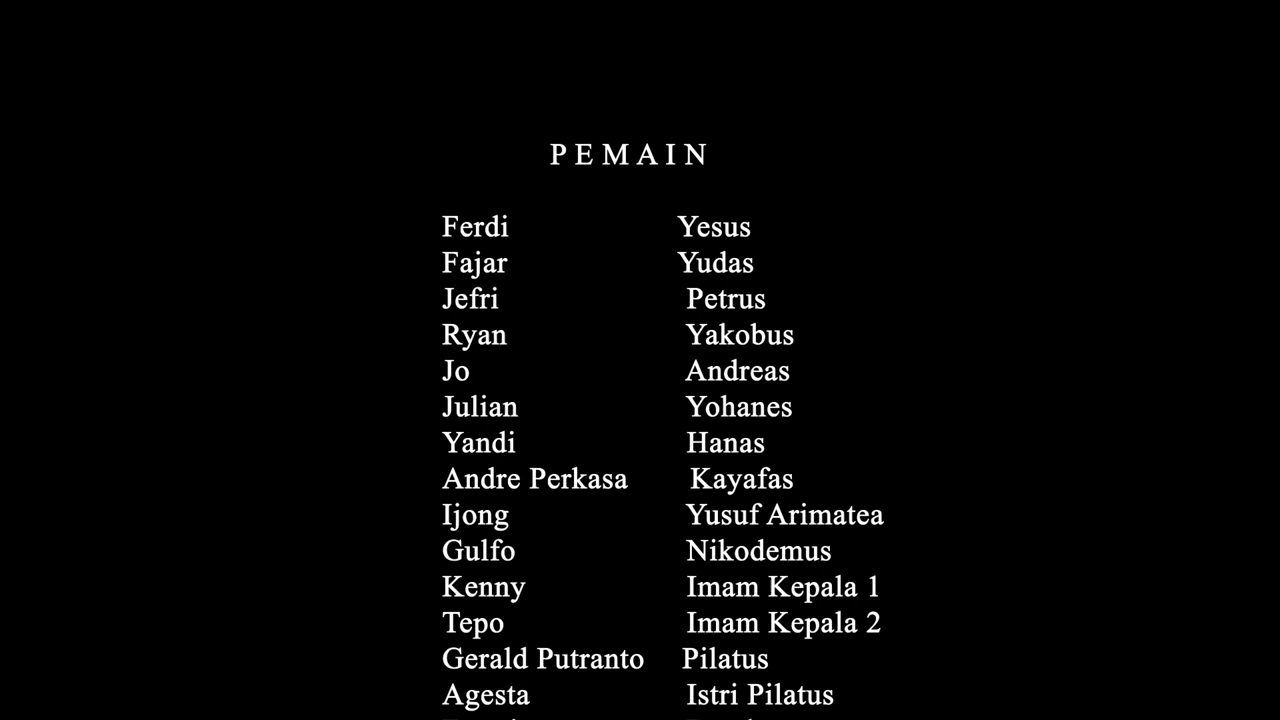 PEMAIN
Ferdi Yesus
Fajar Yudas
Jefri Petrus
Ryan Yakobus
Jo Andreas
Julian Yohanes
Yandi Hanas
Andre Perkasa Kayafas
Ijong Yusuf Arimatea
Gulfo Nikodemus
Kenny Imam Kepala 1
Tepo Imam Kepala 2
Gerald Putranto Pilatus
Agesta Istri Pilatus